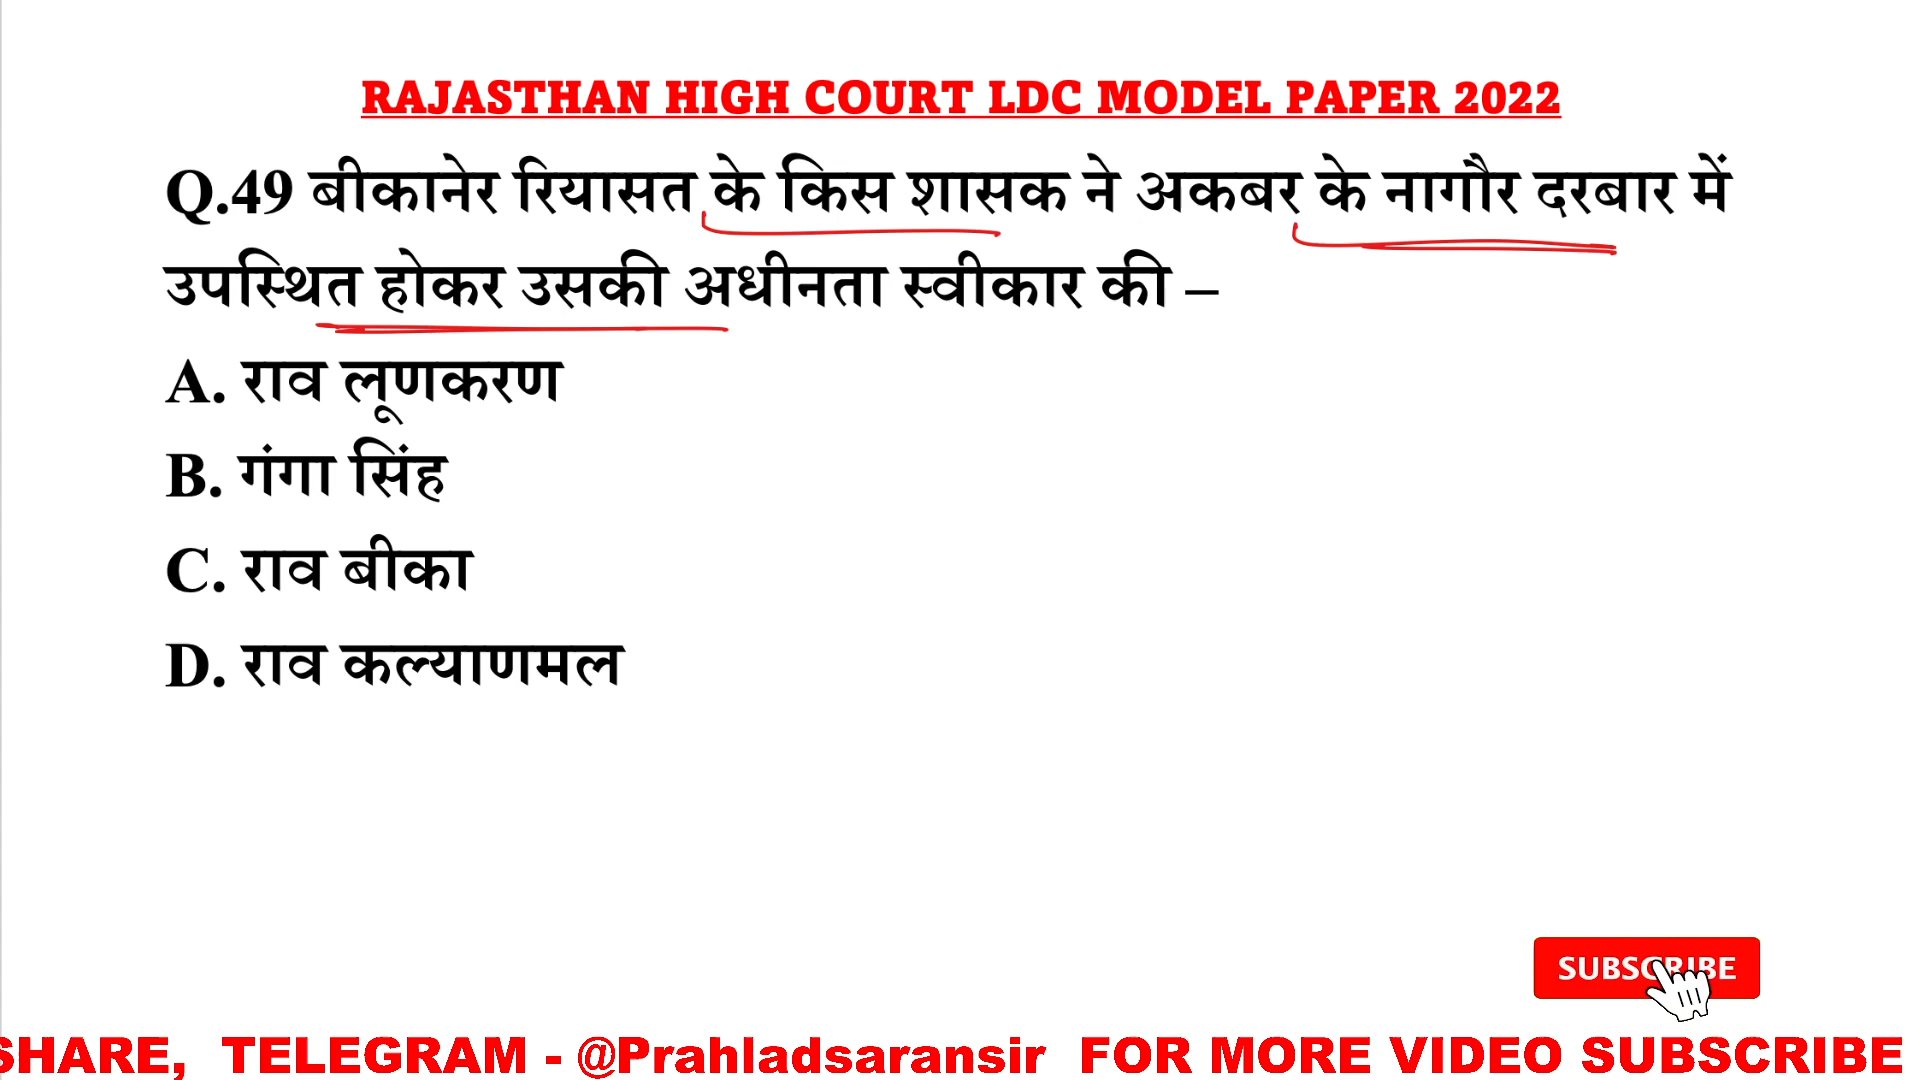 RAJASTHAN HIGH COURT LDC MODEL PAPER 2022
Q.49 बीकानेर रियासत के किस शासक ने अकबर के नागौर दरबार में
उपस्थित होकर उसकी अधीनता स्वीकार की –
A. राव लूणकरण
B. गंगा सिंह
C. राव बीका
D. राव कल्याणमल
SUBSCRIBE
SHARE, TELEGRAM - @Prahladsaransir FOR MORE VIDEO SUBSCRIBE